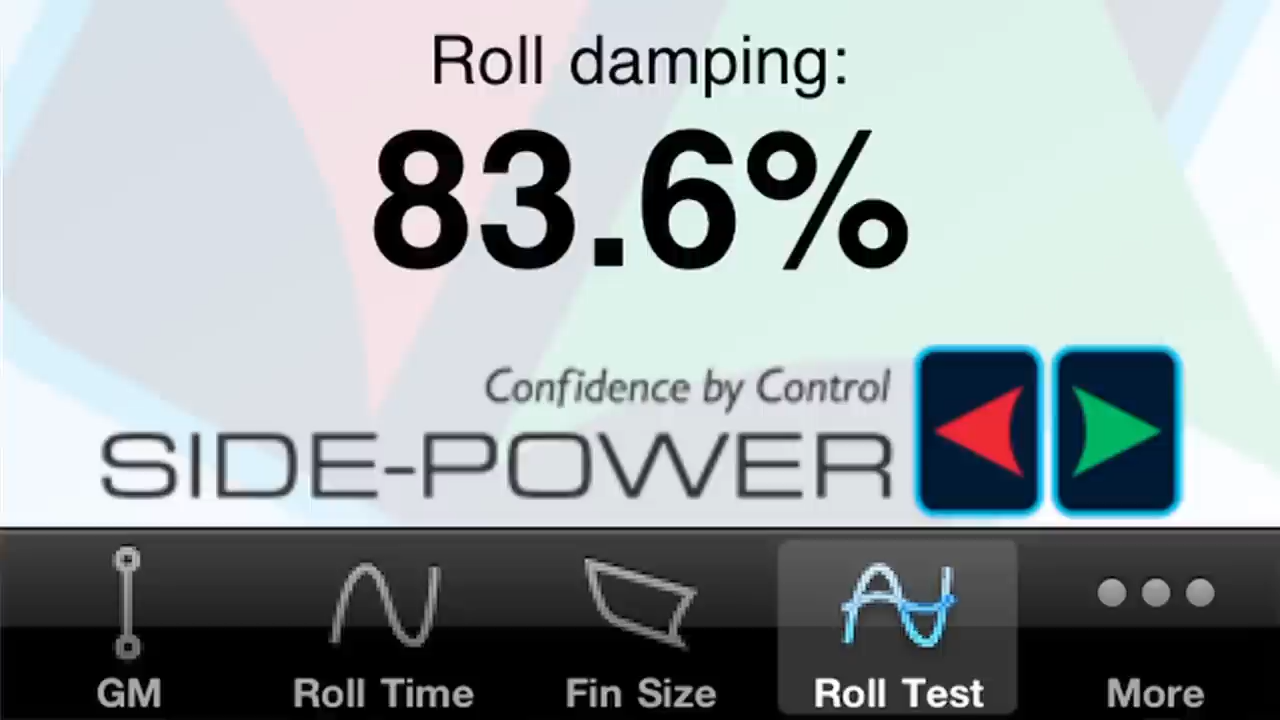 Roll damping:
83.6%
Confidence by Control
SIDE-POWER
GM
Roll Time
Fin Size
Roll Test
More